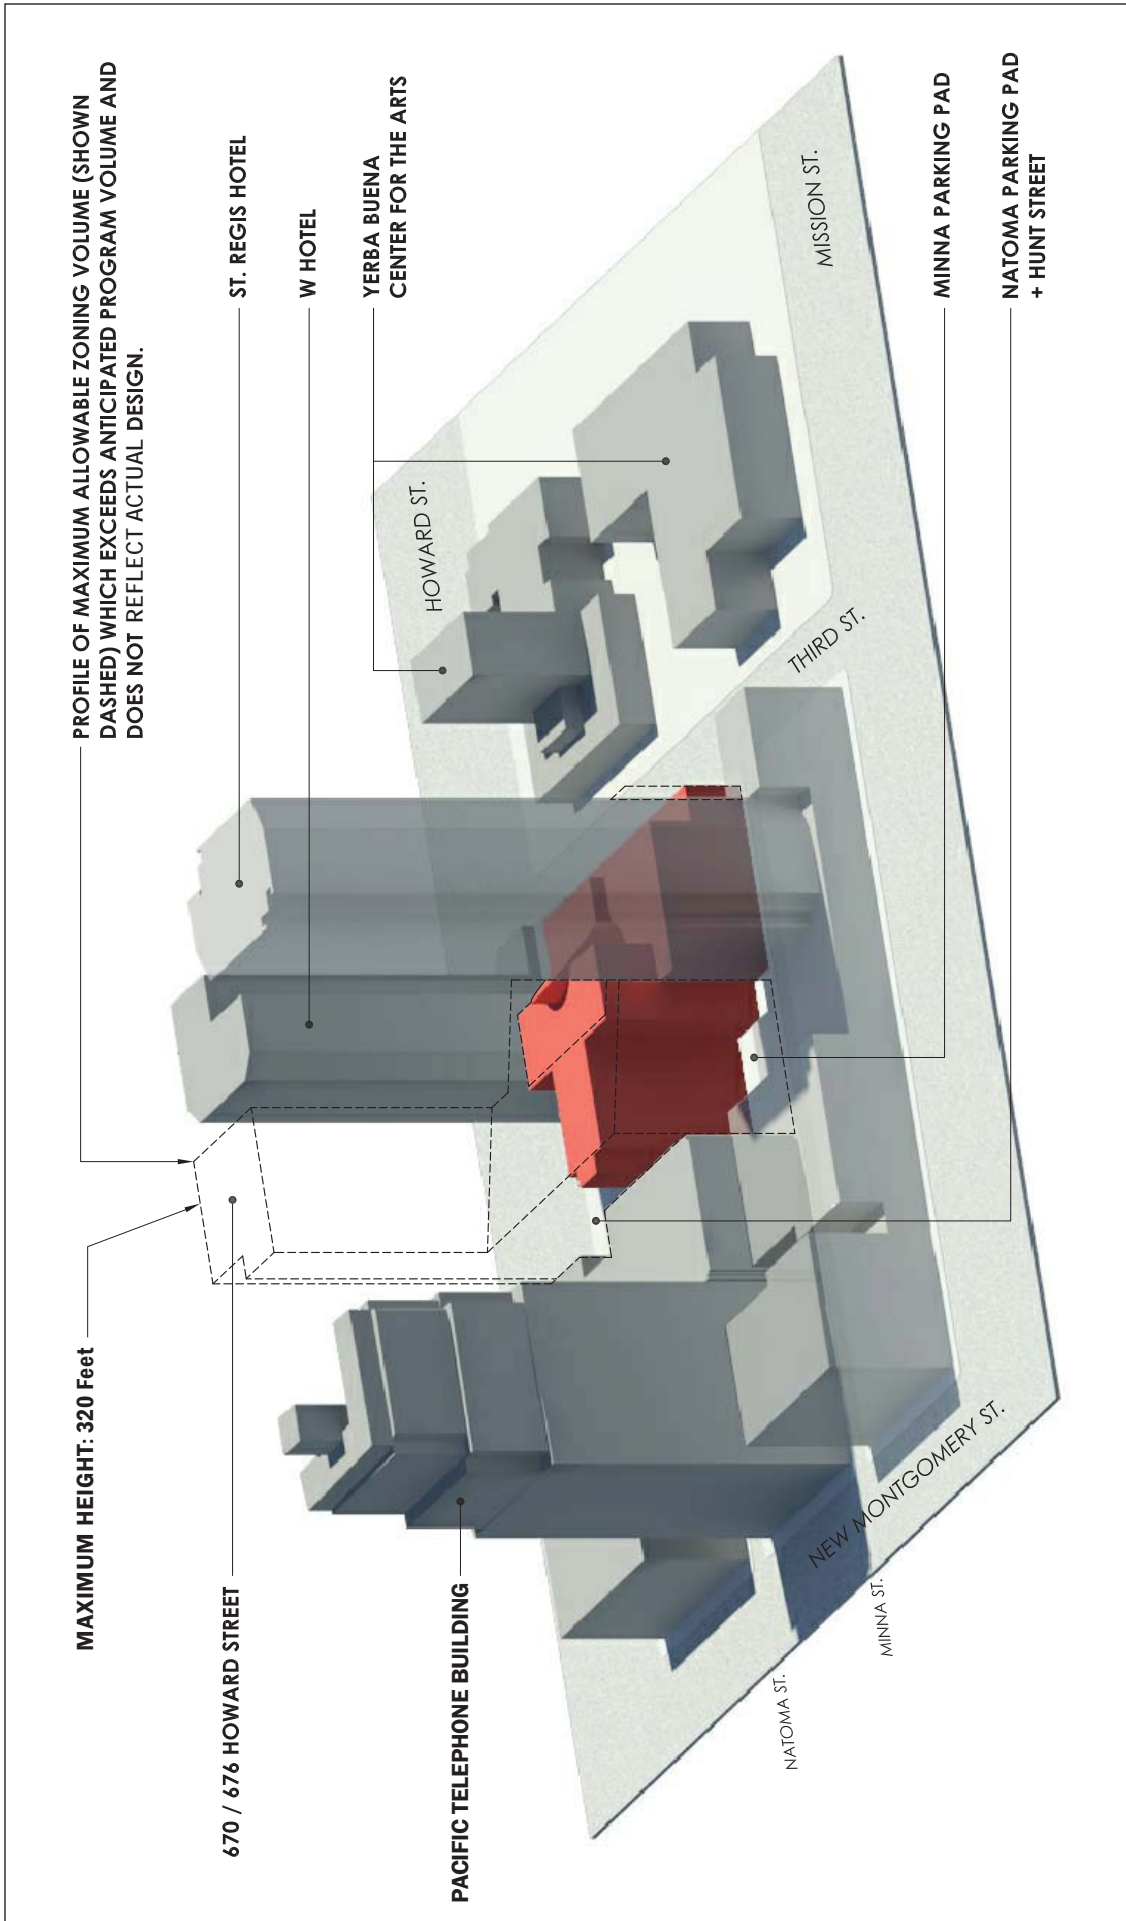 PROFILE OF MAXIMUM ALLOWABLE ZONING VOLUME (SHOWN
DASHED) WHICH EXCEEDS ANTICIPATED PROGRAM VOLUME AND
DOES NOT REFLECT ACTUAL DESIGN.
MAXIMUM HEIGHT: 320 Feet
ST. REGIS HOTEL
670 / 676 HOWARD STREET
W HOTEL
YERBA BUENA
CENTER FOR THE ARTS
PACIFIC TELEPHONE BUILDING
HOWARD ST.
MISSION ST.
THIRD ST.
NEW MONTGOMERY ST.
MINNA ST.
NATOMA ST.
MINNA PARKING PAD
NATOMA PARKING PAD
+ HUNT STREET